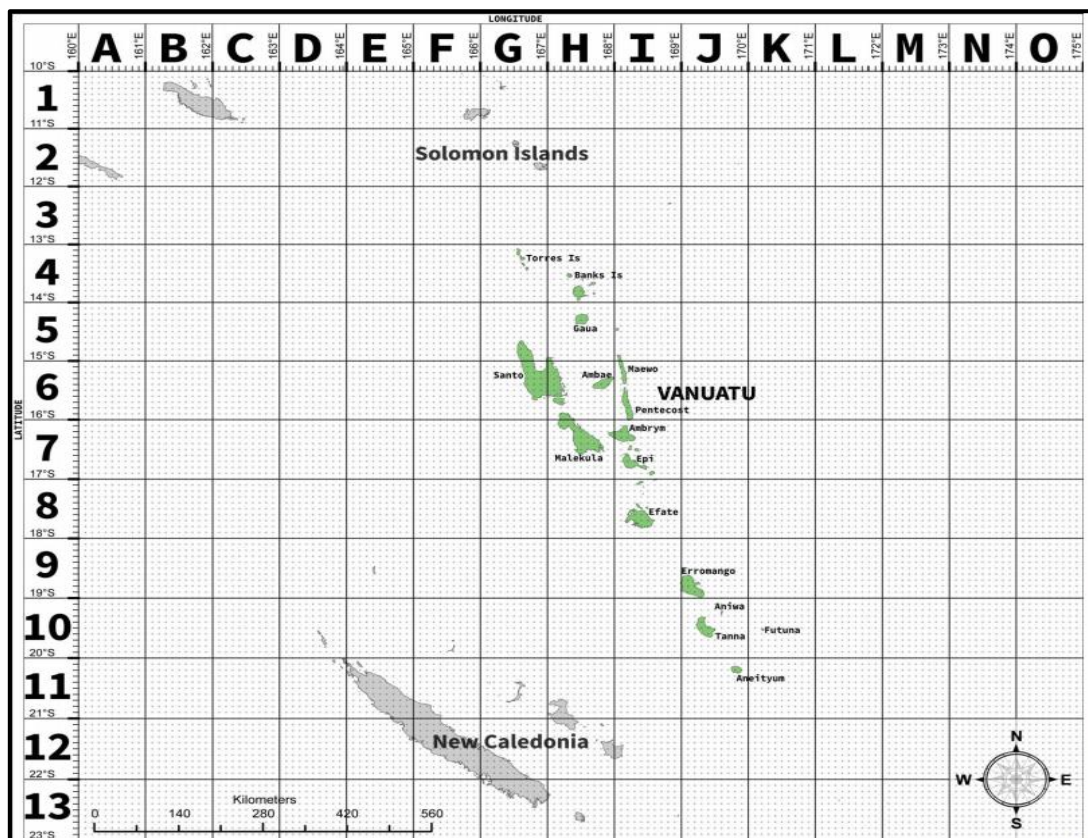 LONGITUDE
160°E 161°E 162°E 163°E 164°E 165°E 166°E 167°E 168°E 169°E 170°E 171°E 172°E 173°E 174°E 175°E
A B C D E F G H I J K L M N O
10°S
1
11°S
Solomon Islands
2
12°S
3
13°S
Torres Is
4
Banks Is
14°S
5
Gaua
15°S
Maewo
Santo
Ambae
6
VANUATU
LATITUDE
Pentecost
16°S
Ambrym
7
Malekula
Epi
17°S
8
Efate
18°S
9
Erromango
19°S
Aniwa
10
Futuna
Tanna
20°S
11
Aneityum
21°S
N
12
New Caledonia
22°S
W E
13
Kilometers
0 140 280 420 560
S
23°S